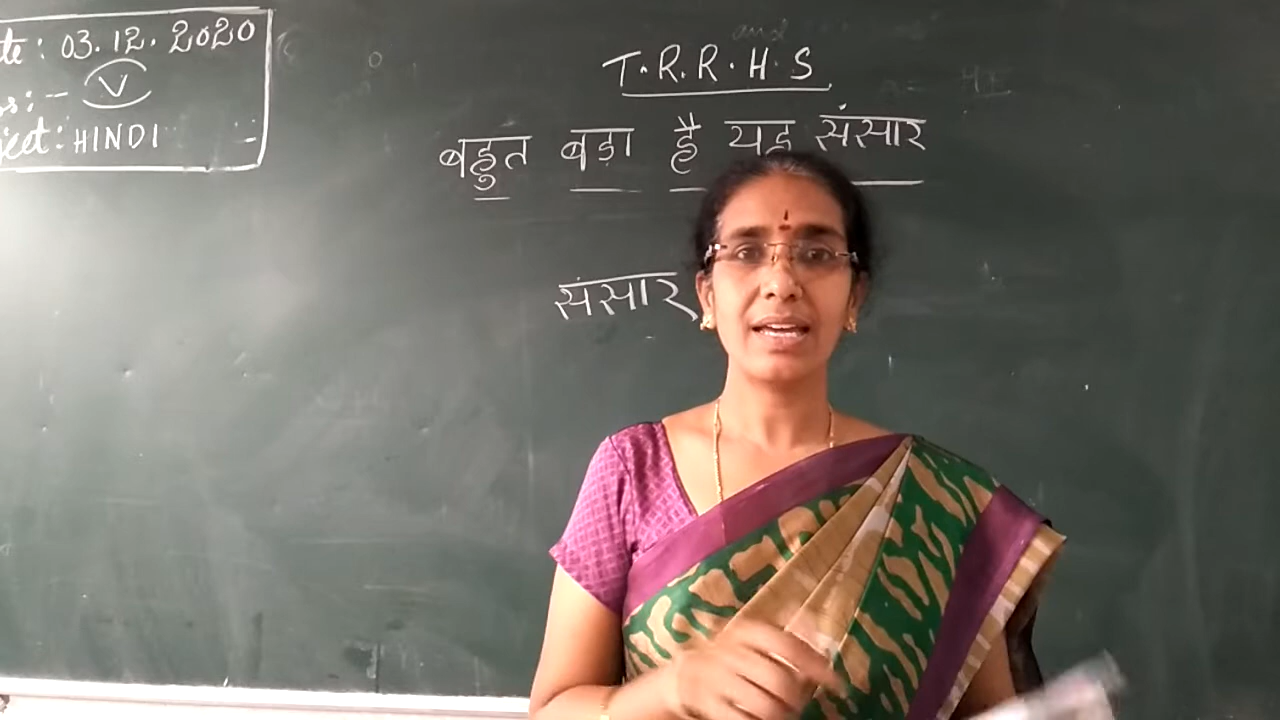 te: 03.12.2020
s:- V
ject: HINDI
T.R.R.H.S
बहुत बड़ा है यह संसार
संसार